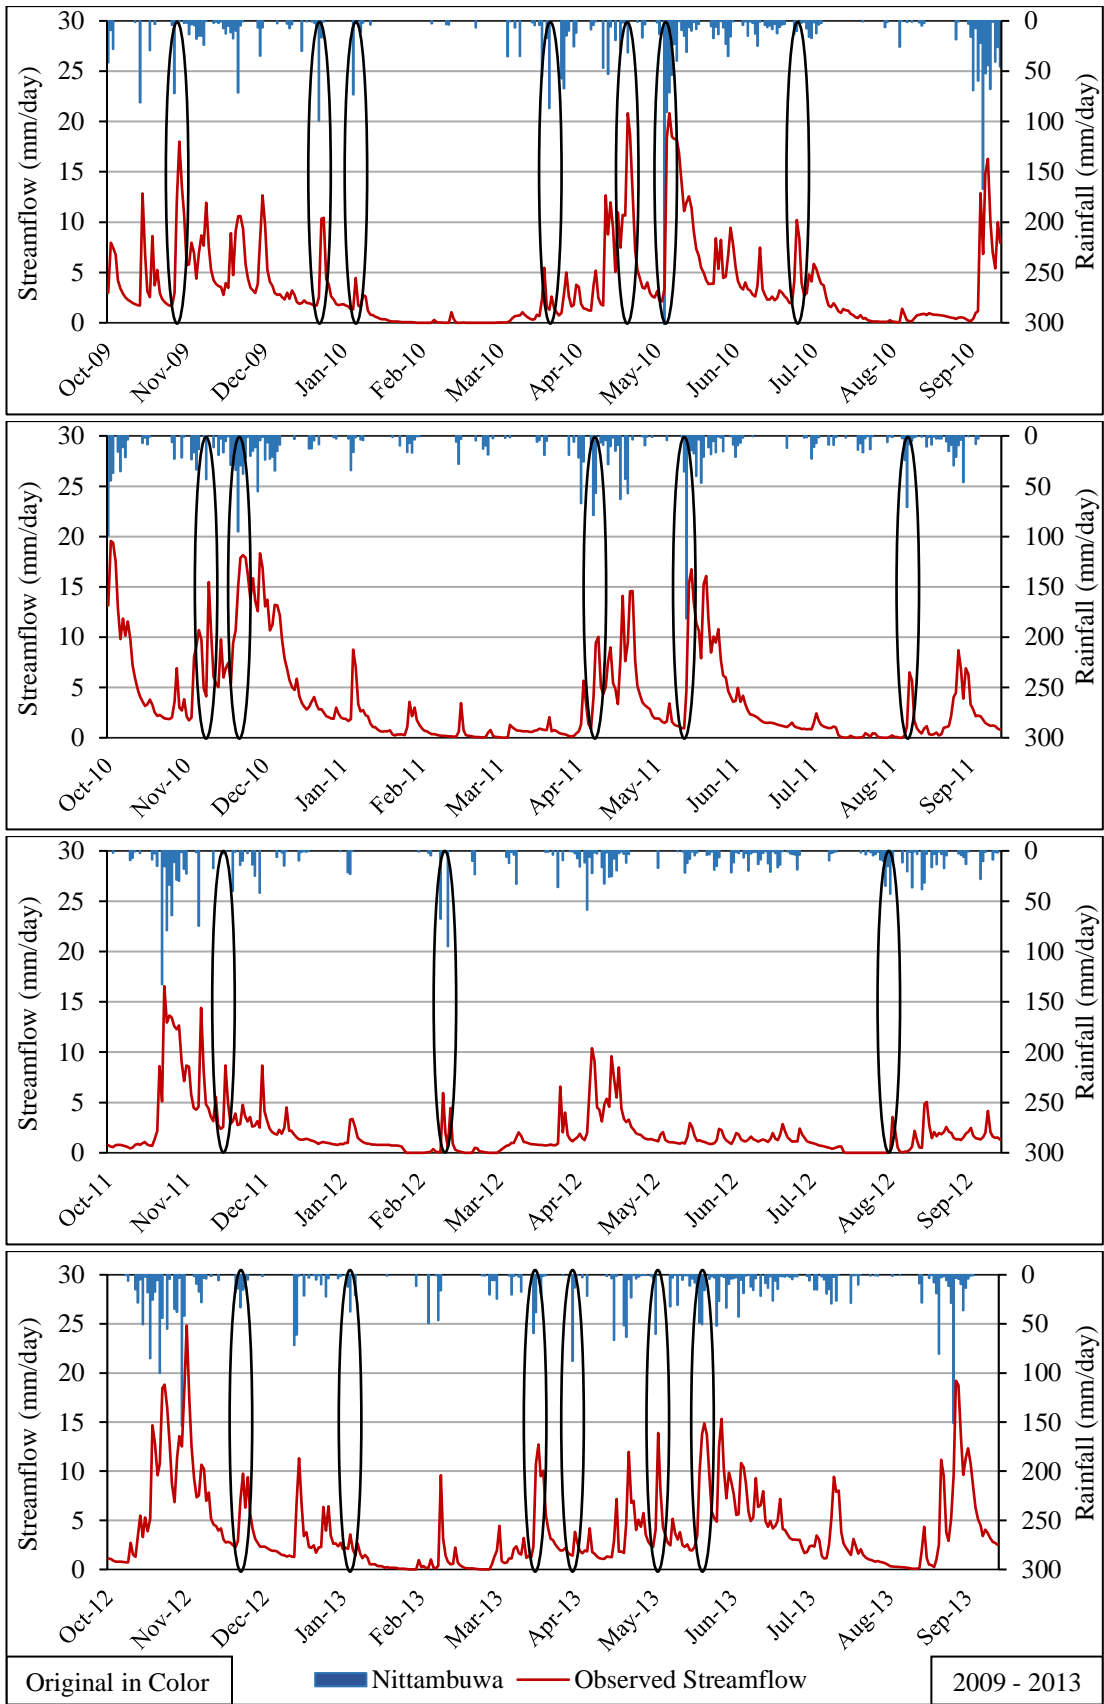 30 0
25 50
20 100
15 150
10 200
5 250
0 300
Streamflow (mm/day)
Rainfall (mm/day)
Oct-09 Nov-09 Dec-09 Jan-10 Feb-10 Mar-10 Apr-10 May-10 Jun-10 Jul-10 Aug-10 Sep-10
30 0
25 50
20 100
15 150
10 200
5 250
0 300
Streamflow (mm/day)
Rainfall (mm/day)
Oct-10 Nov-10 Dec-10 Jan-11 Feb-11 Mar-11 Apr-11 May-11 Jun-11 Jul-11 Aug-11 Sep-11
30 0
25 50
20 100
15 150
10 200
5 250
0 300
Streamflow (mm/day)
Rainfall (mm/day)
Oct-11 Nov-11 Dec-11 Jan-12 Feb-12 Mar-12 Apr-12 May-12 Jun-12 Jul-12 Aug-12 Sep-12
30 0
25 50
20 100
15 150
10 200
5 250
0 300
Streamflow (mm/day)
Rainfall (mm/day)
Oct-12 Nov-12 Dec-12 Jan-13 Feb-13 Mar-13 Apr-13 May-13 Jun-13 Jul-13 Aug-13 Sep-13
Original in Color Nittambuwa Observed Streamflow 2009 - 2013